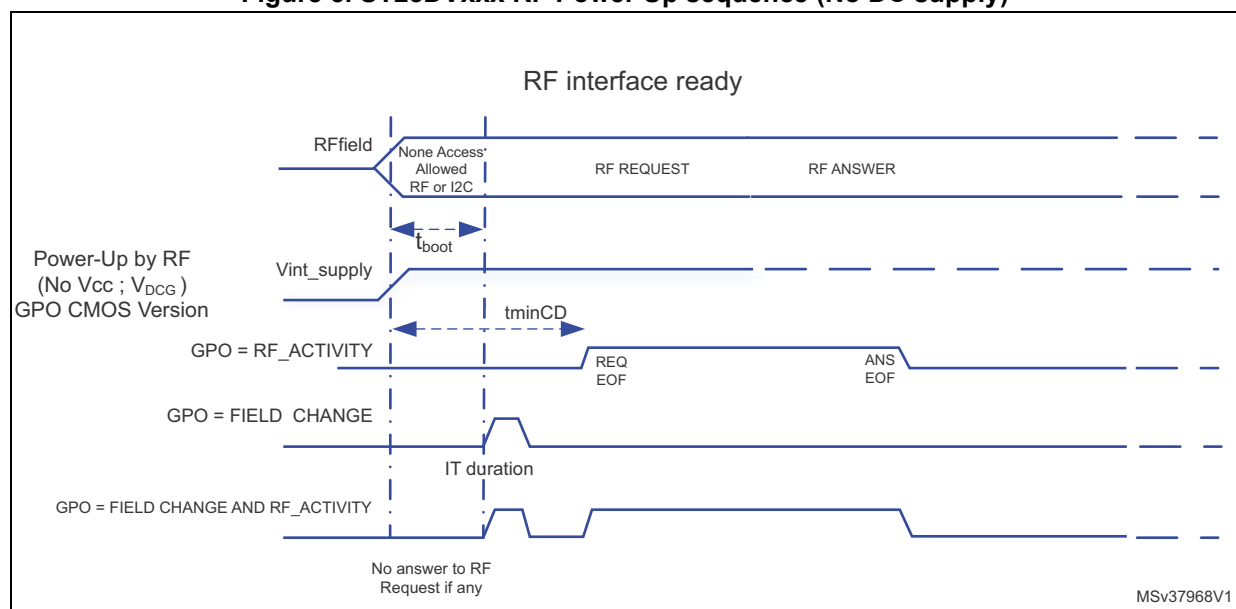 RF interface ready
RFfield
None Access
Allowed
RF or I2C
RF REQUEST
RF ANSWER
tboot
Power-Up by RF
(No Vcc ; VDCG )
GPO CMOS Version
Vint_supply
tminCD
GPO = RF_ACTIVITY
REQ
EOF
ANS
EOF
GPO = FIELD CHANGE
IT duration
GPO = FIELD CHANGE AND RF_ACTIVITY
No answer to RF
Request if any
MSv37968V1